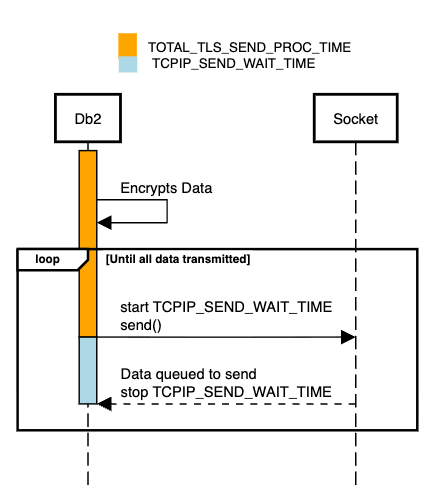 TOTAL_TLS_SEND_PROC_TIME
TCPIP_SEND_WAIT_TIME
Db2
Socket
Encrypts Data
loop
[Until all data transmitted]
start TCPIP_SEND_WAIT_TIME
send()
Data queued to send
stop TCPIP_SEND_WAIT_TIME